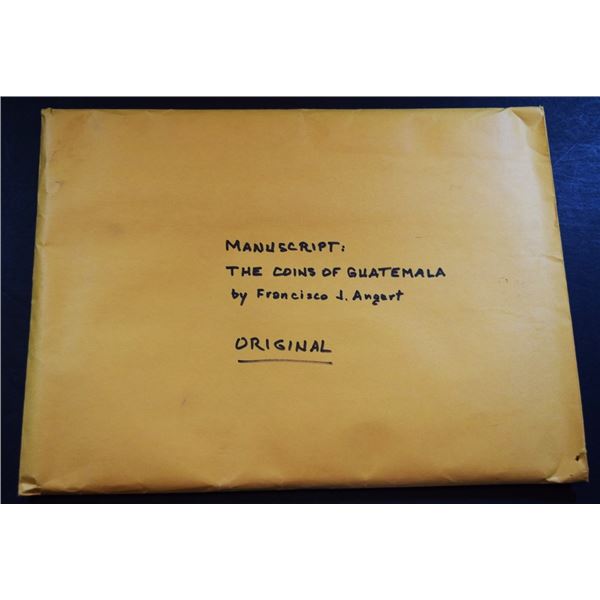 MANUSCRIPT:
THE COINS OF GUATEMALA
by Francisco J. Angert
ORIGINAL